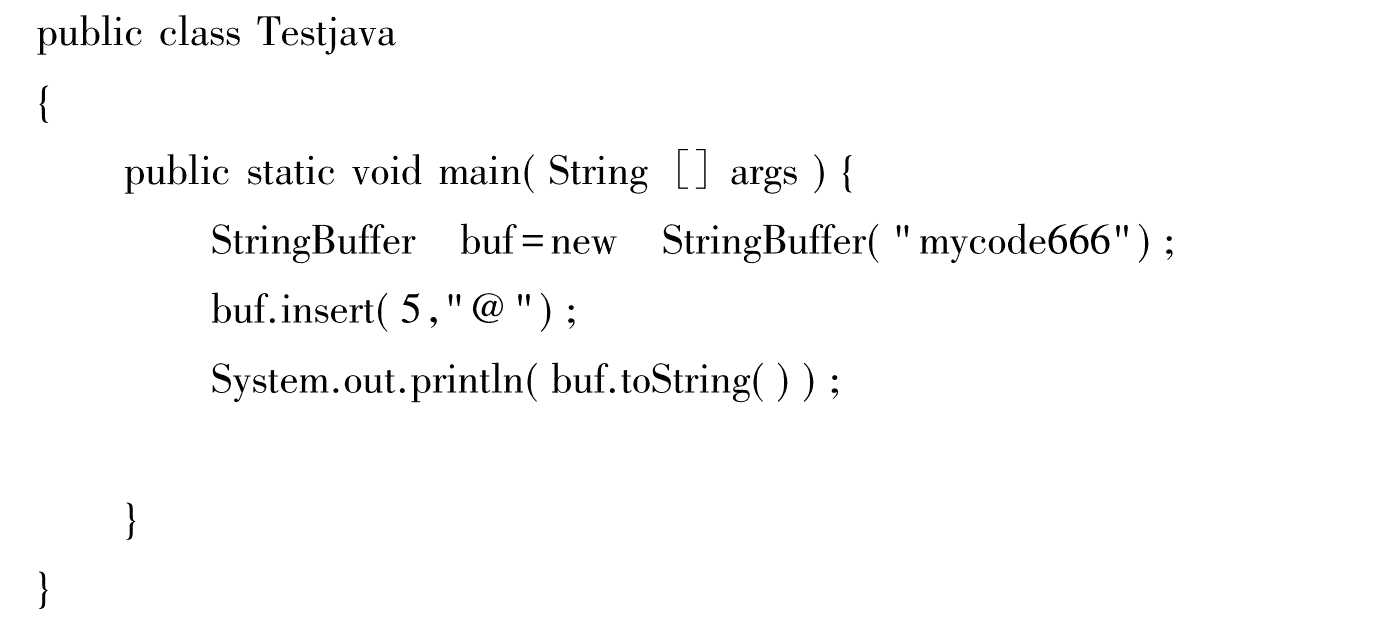 public class Testjava
{
public static void main( String [] args ) {
StringBuffer buf=new StringBuffer( "mycode666" ) ;
buf.insert( 5 ,"@ ") ;
System.out.println( buf.toString( ) ) ;
}
}